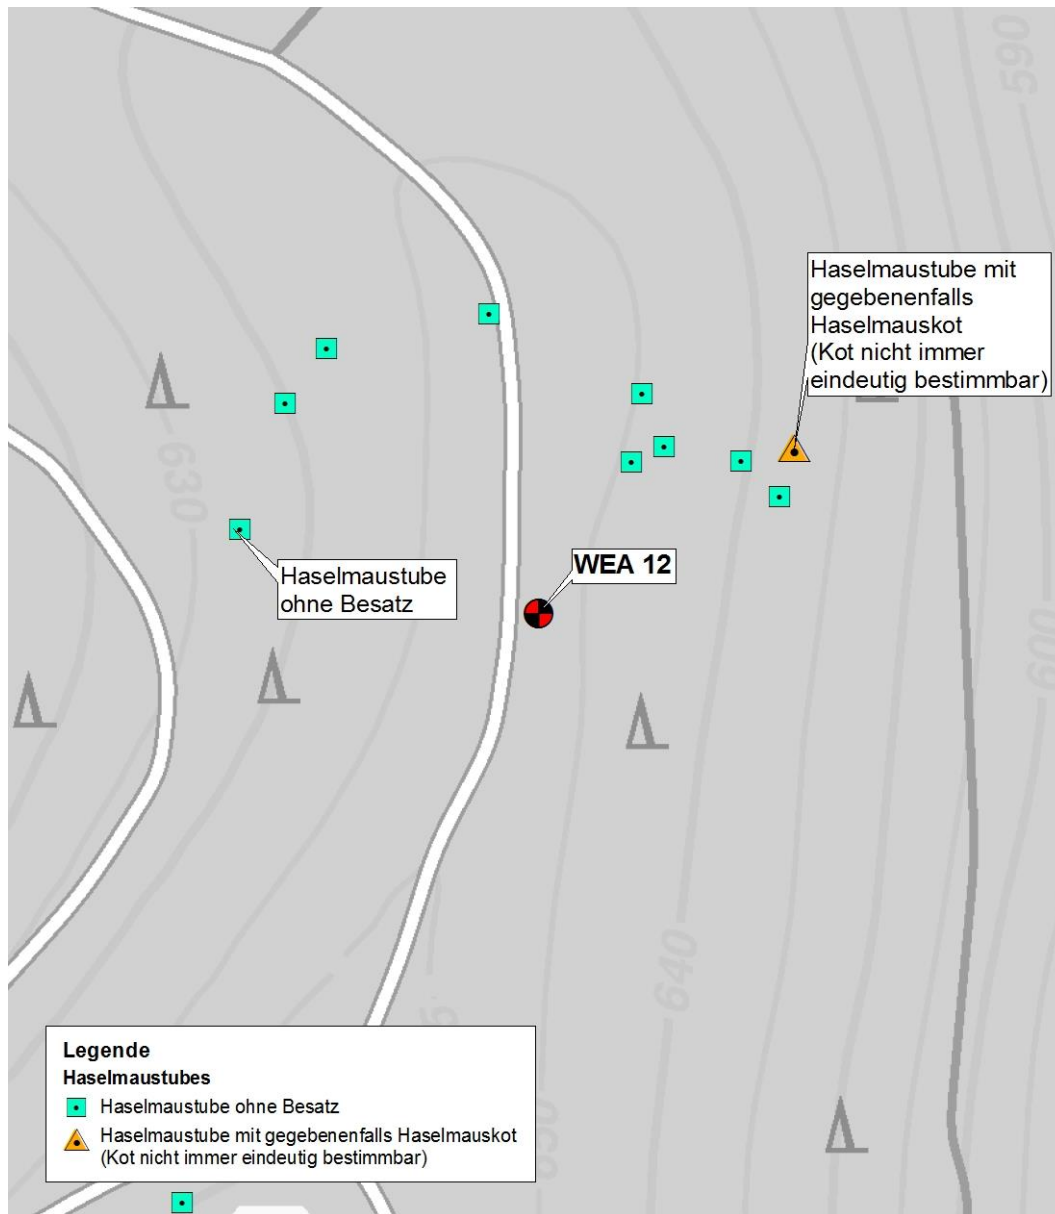 590
Haselmaustube mit
gegebenenfalls
Haselmauskot
(Kot nicht immer
eindeutig bestimmbar)
630
Haselmaustube
ohne Besatz
WEA 12
600
640
Legende
Haselmaustubes
Haselmaustube ohne Besatz
Haselmaustube mit gegebenenfalls Haselmauskot
(Kot nicht immer eindeutig bestimmbar)